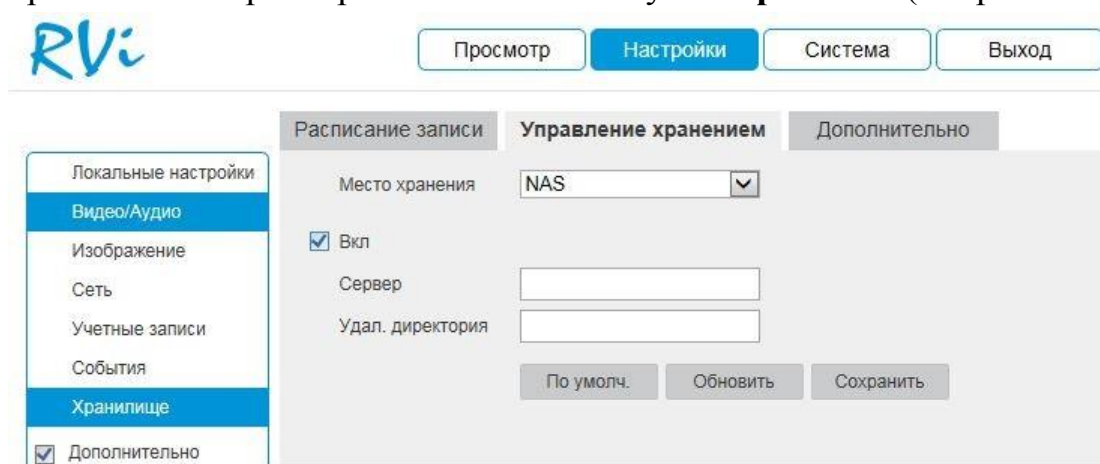 RVi
Просмотр Настройки Система Выход
Расписание записи Управление хранением Дополнительно
Локальные настройки
Видео/Аудио
Изображение
Сеть
Учетные записи
События
Хранилище
Дополнительно
Место хранения NAS
Вкл
Сервер
Удал. директория
По умолч. Обновить Сохранить